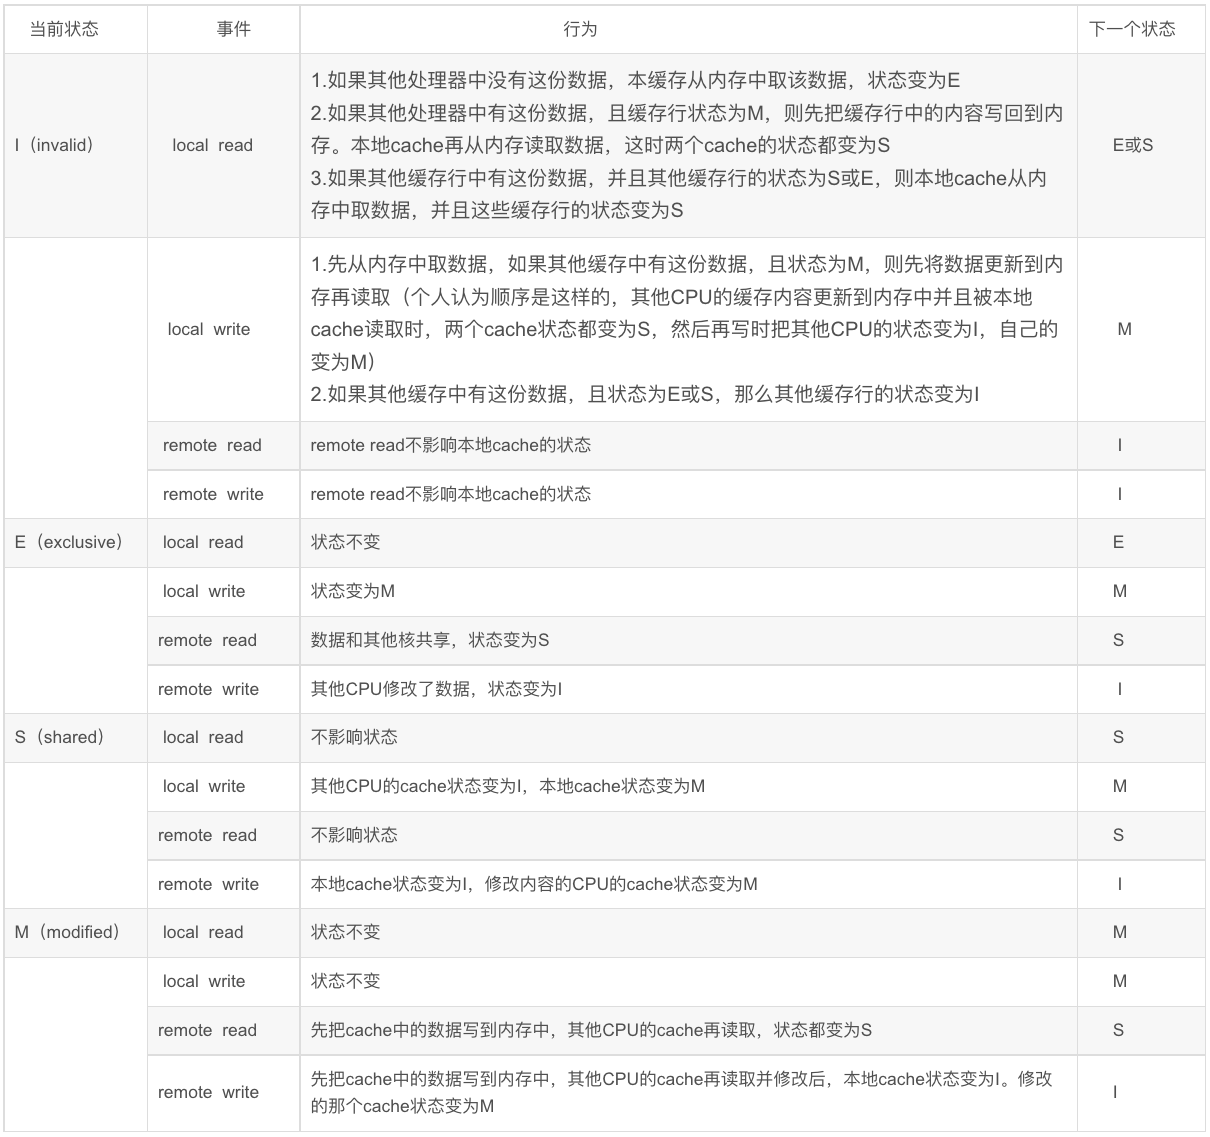 当前状态 事件 行为 下一个状态
1.如果其他处理器中没有这份数据，本缓存从内存中取该数据，状态变为E
2.如果其他处理器中有这份数据，且缓存行状态为M，则先把缓存行中的内容写回到内
I（invalid） local read 存。本地cache再从内存读取数据，这时两个cache的状态都变为S E或S
3.如果其他缓存行中有这份数据，并且其他缓存行的状态为S或E，则本地cache从内
存中取数据，并且这些缓存行的状态变为S
1.先从内存中取数据，如果其他缓存中有这份数据，且状态为M，则先将数据更新到内
存再读取（个人认为顺序是这样的，其他CPU的缓存内容更新到内存中并且被本地
local write cache读取时，两个cache状态都变为S，然后再写时把其他CPU的状态变为I，自己的 M
变为M）
2.如果其他缓存中有这份数据，且状态为E或S，那么其他缓存行的状态变为I
remote read remote read不影响本地cache的状态 I
remote write remote read不影响本地cache的状态 I
E（exclusive） local read 状态不变 E
local write 状态变为M M
remote read 数据和其他核共享，状态变为S S
remote write 其他CPU修改了数据，状态变为I I
S（shared） local read 不影响状态 S
local write 其他CPU的cache状态变为I，本地cache状态变为M M
remote read 不影响状态 S
remote write 本地cache状态变为I，修改内容的CPU的cache状态变为M I
M（modified） local read 状态不变 M
local write 状态不变 M
remote read 先把cache中的数据写到内存中，其他CPU的cache再读取，状态都变为S S
remote write 先把cache中的数据写到内存中，其他CPU的cache再读取并修改后，本地cache状态变为I。修改 I
的那个cache状态变为M